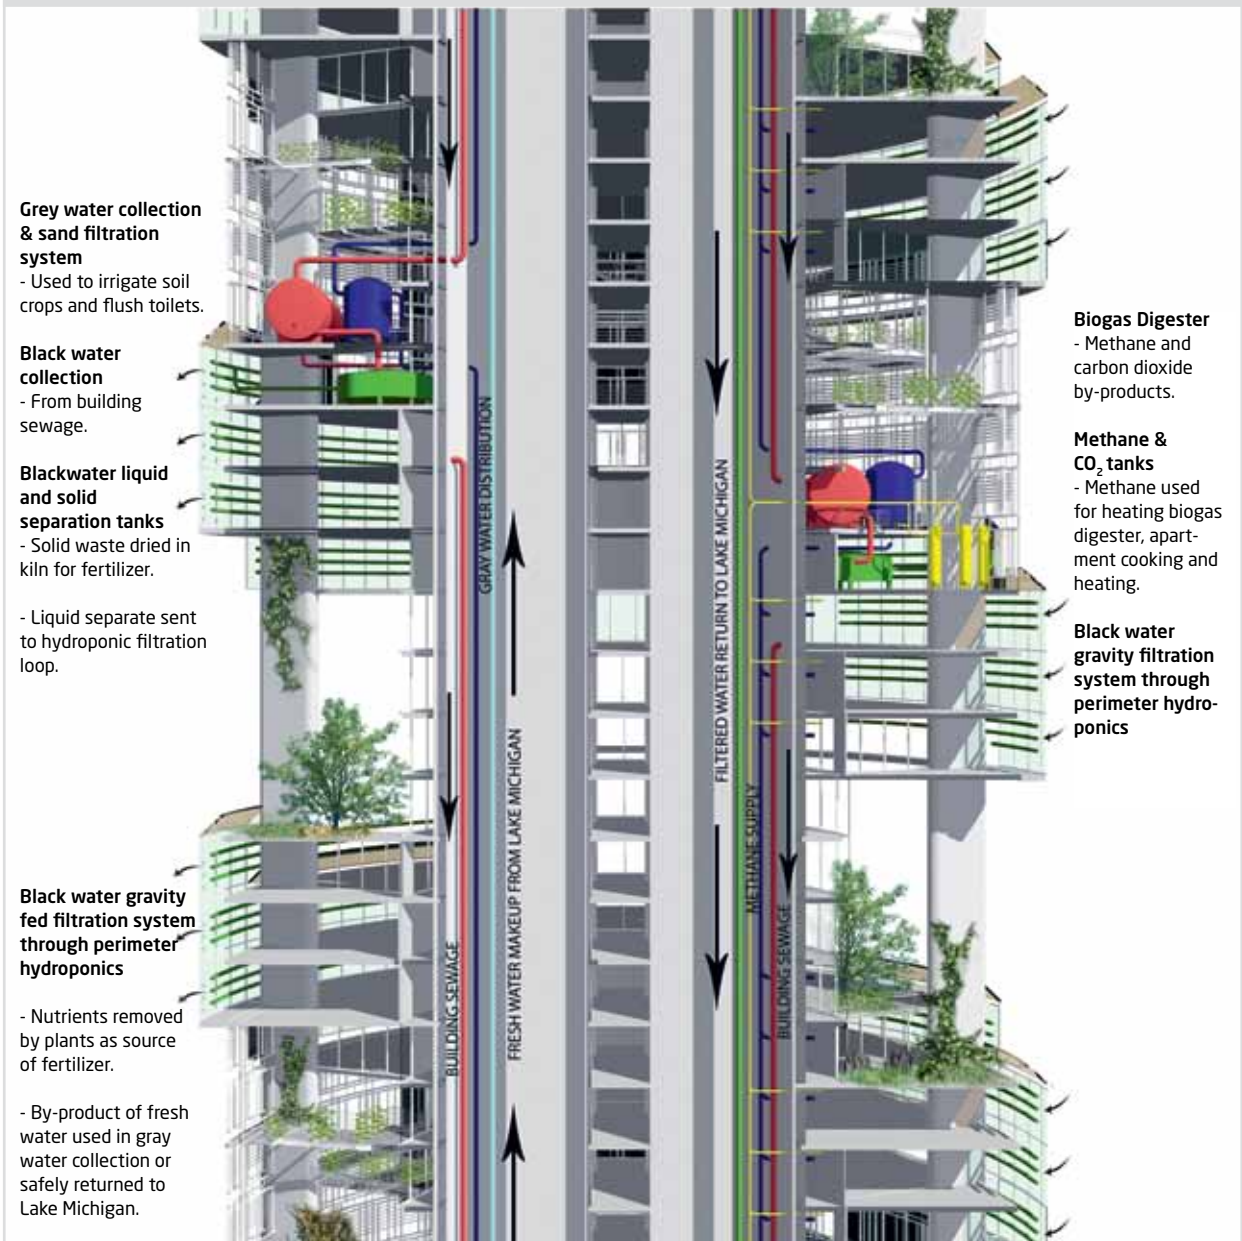 Grey water collection
& sand filtration
system
- Used to irrigate soil
crops and flush toilets.
Black water
collection
- From building
sewage.
Blackwater liquid
and solid
separation tanks
- Solid waste dried in
kiln for fertilizer.
- Liquid separate sent
to hydroponic filtration
loop.
Black water gravity
fed filtration system
through perimeter
hydroponics
- Nutrients removed
by plants as source
of fertilizer.
- By-product of fresh
water used in gray
water collection or
safely returned to
Lake Michigan.
BUILDING SEWAGE
GRAY WATER DISTRIBUTION
FRESH WATER MAKEUP FROM LAKE MICHIGAN
FILTERED WATER RETURN TO LAKE MICHIGAN
METHANE SUPPLY
BUILDING SEWAGE
Biogas Digester
- Methane and
carbon dioxide
by-products.
Methane &
CO₂ tanks
- Methane used
for heating biogas
digester, apart-
ment cooking and
heating.
Black water
gravity filtration
system through
perimeter hydro-
ponics